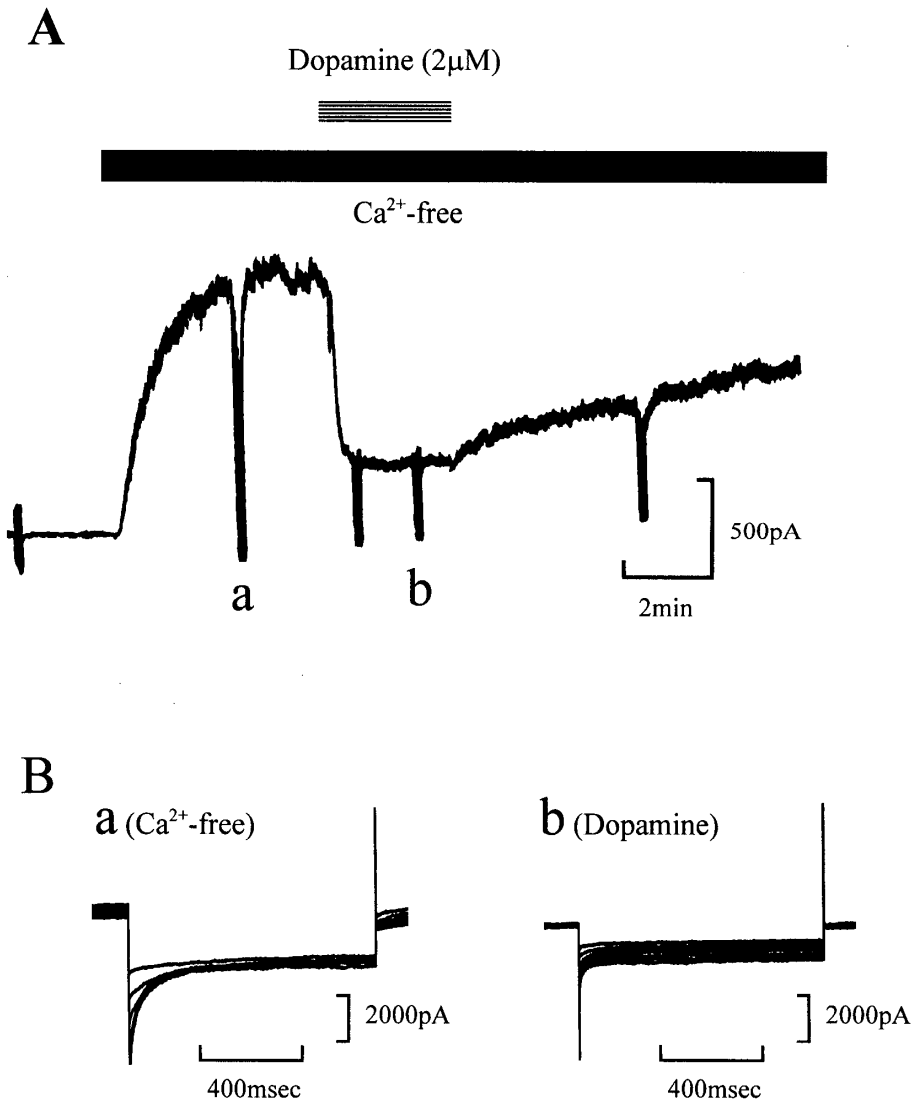 A
Dopamine (2μM)
Ca²⁺-free
500pA
a
b
2min
B
a (Ca²⁺-free)
b (Dopamine)
2000pA
2000pA
400msec
400msec